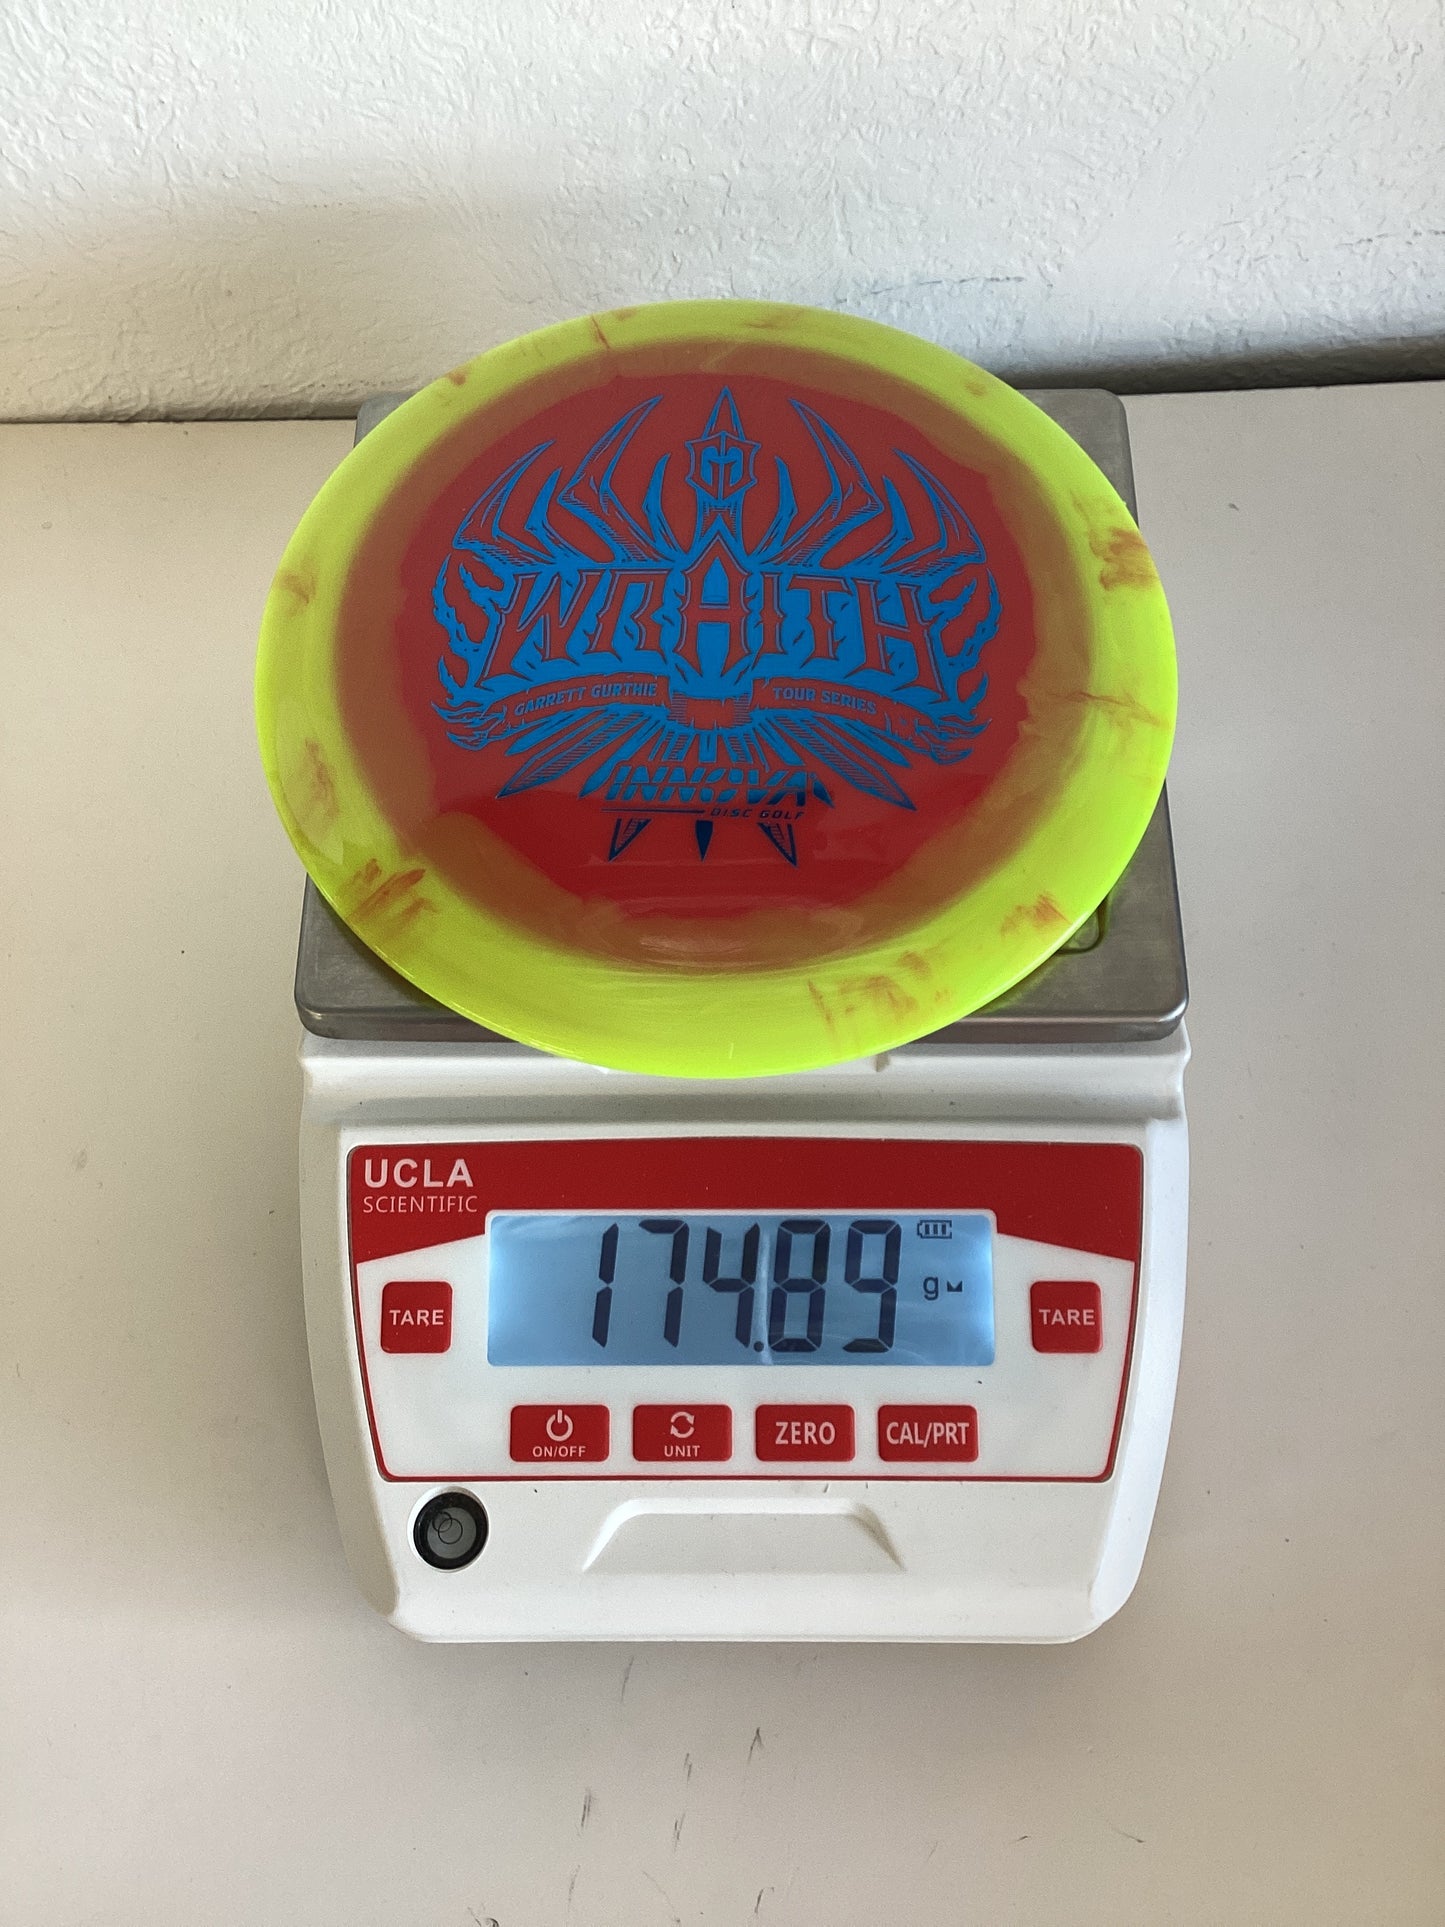 WRAITH
GARRETT GURTHIE TOUR SERIES
INNOVA
DISC GOLF
UCLA
SCIENTIFIC
174.89 g
TARE
TARE
ON/OFF
UNIT
ZERO
CAL/PRT